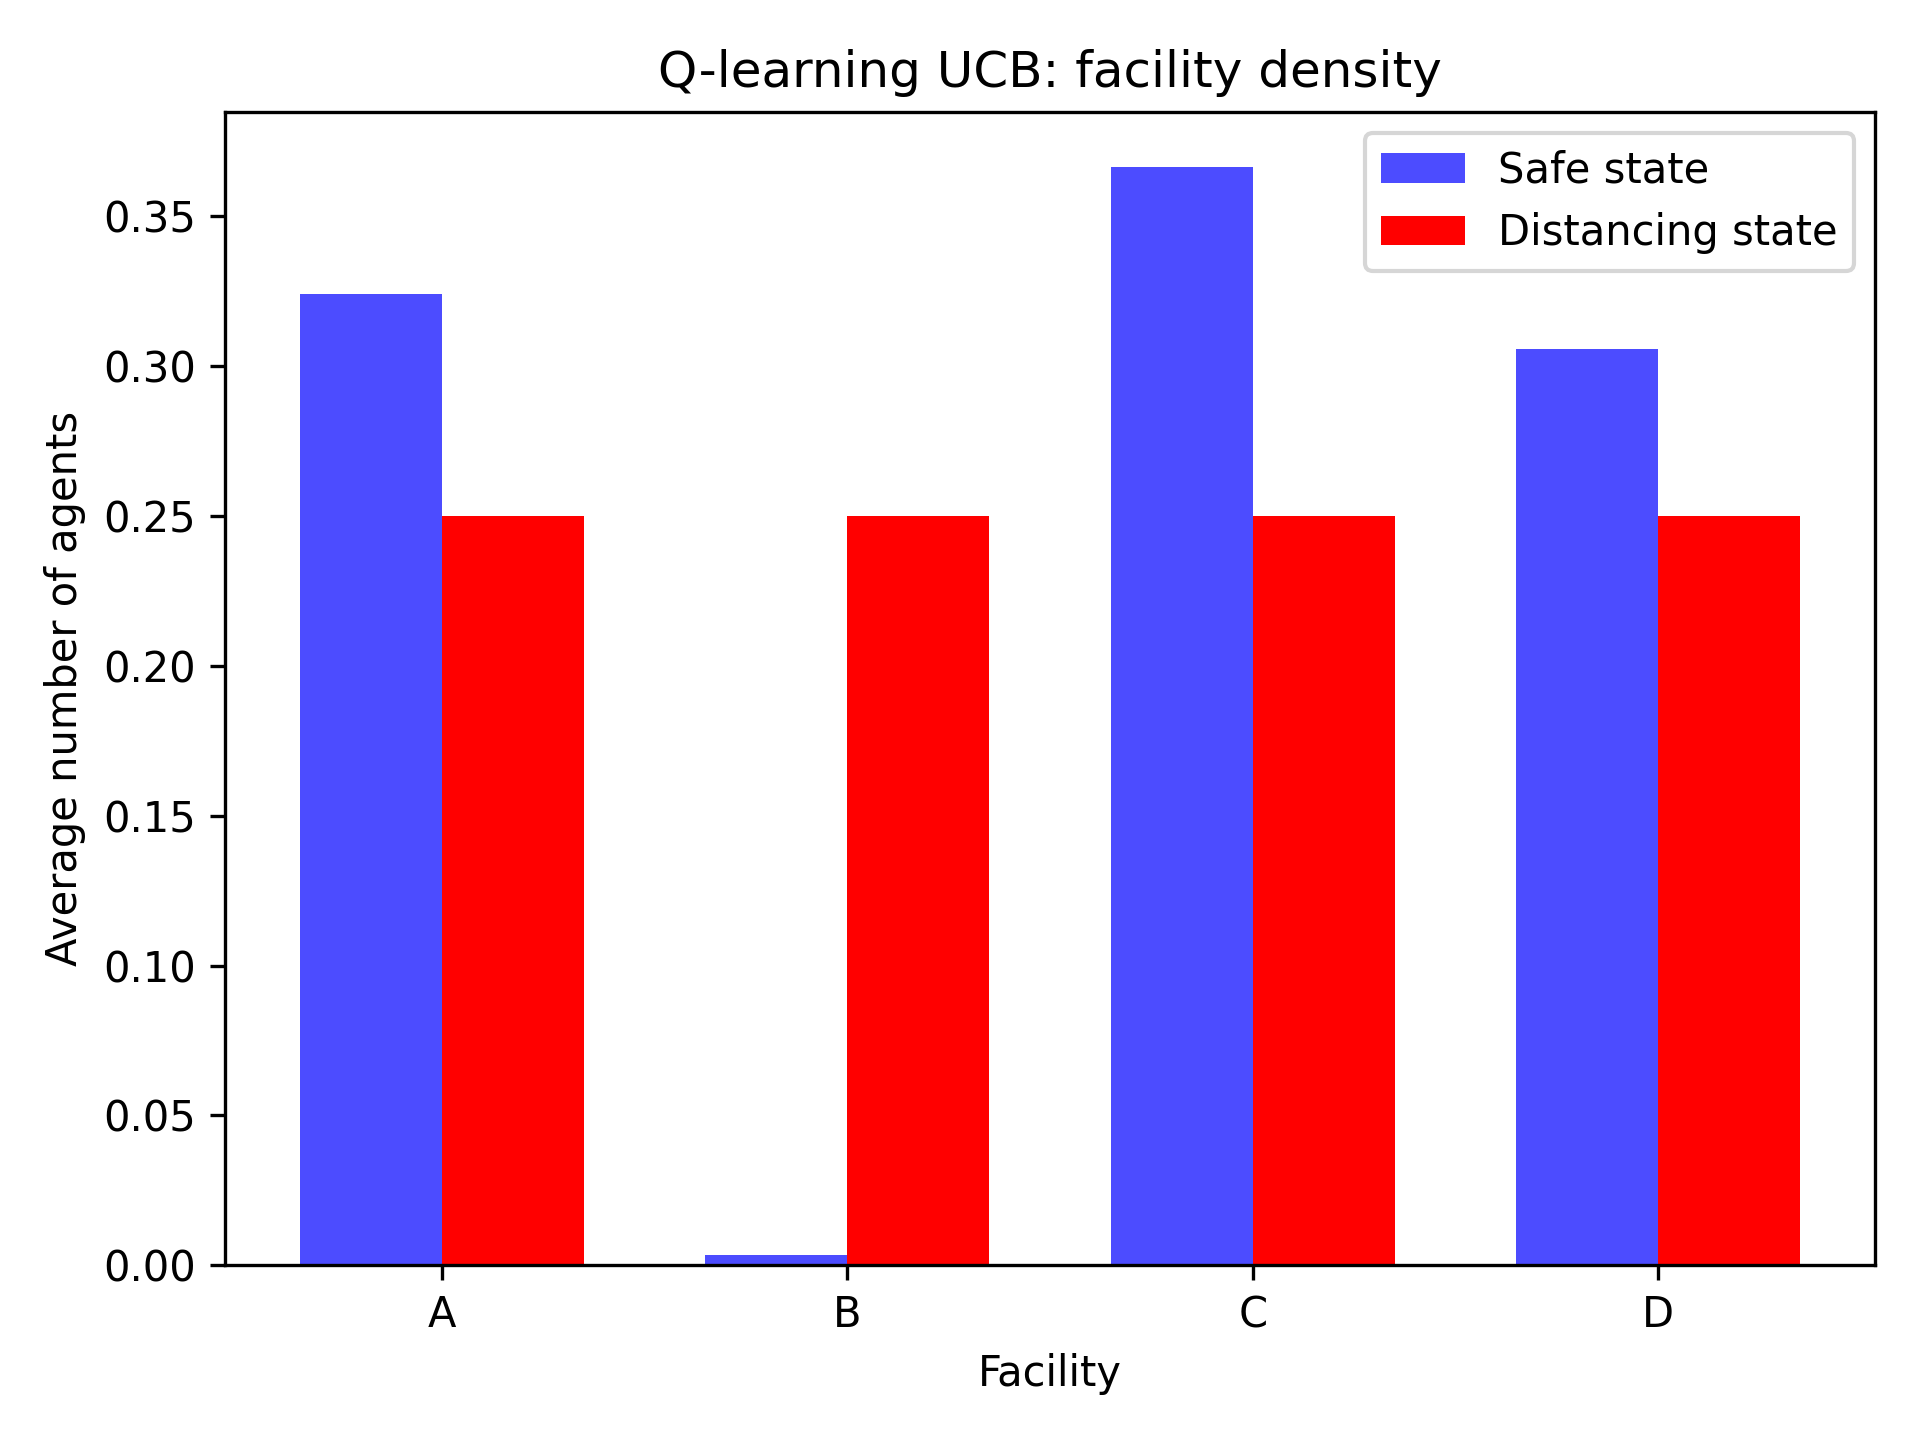 Q-learning UCB: facility density
Safe state
Distancing state
Average number of agents
0.35
0.30
0.25
0.20
0.15
0.10
0.05
0.00
A B C D
Facility